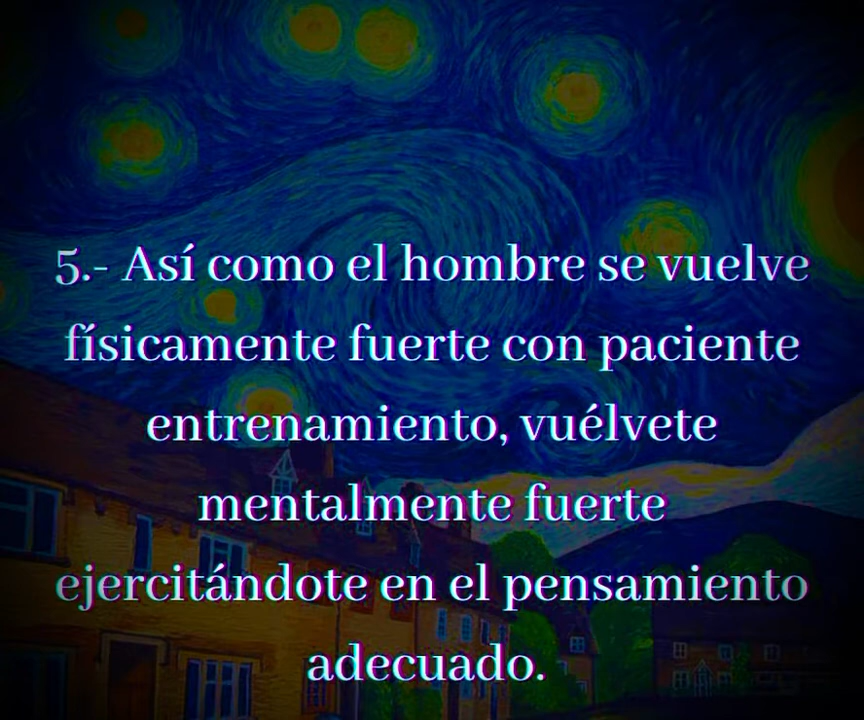 5.- Así como el hombre se vuelve
físicamente fuerte con paciente
entrenamiento, vuélvete
mentalmente fuerte
ejercitándote en el pensamiento
adecuado.